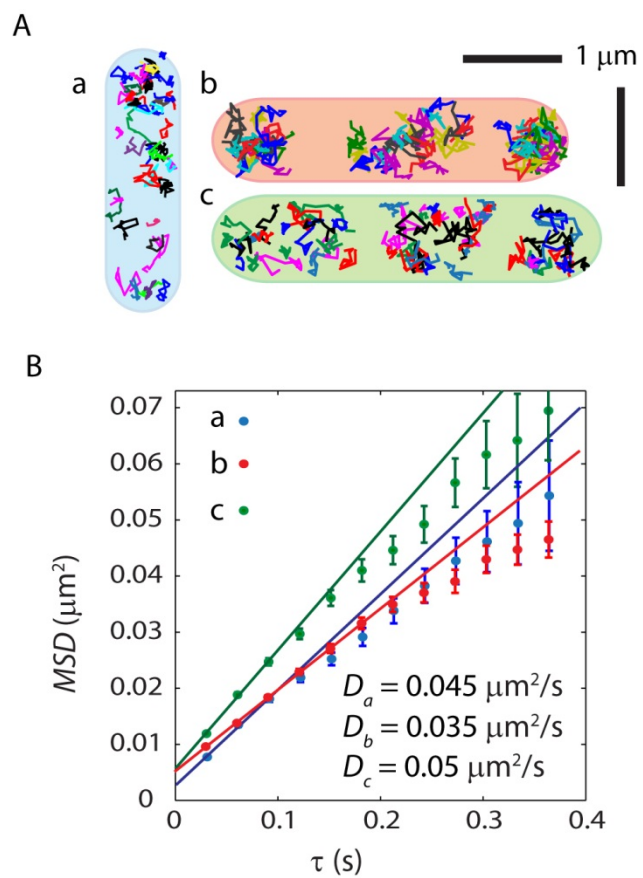 A
a
b
1 μm
c
B
0.07
0.06
0.05
0.04
0.03
0.02
0.01
0
MSD (μm²)
a
b
c
Dₐ = 0.045 μm²/s
D_b = 0.035 μm²/s
D_c = 0.05 μm²/s
0 0.1 0.2 0.3 0.4
τ (s)